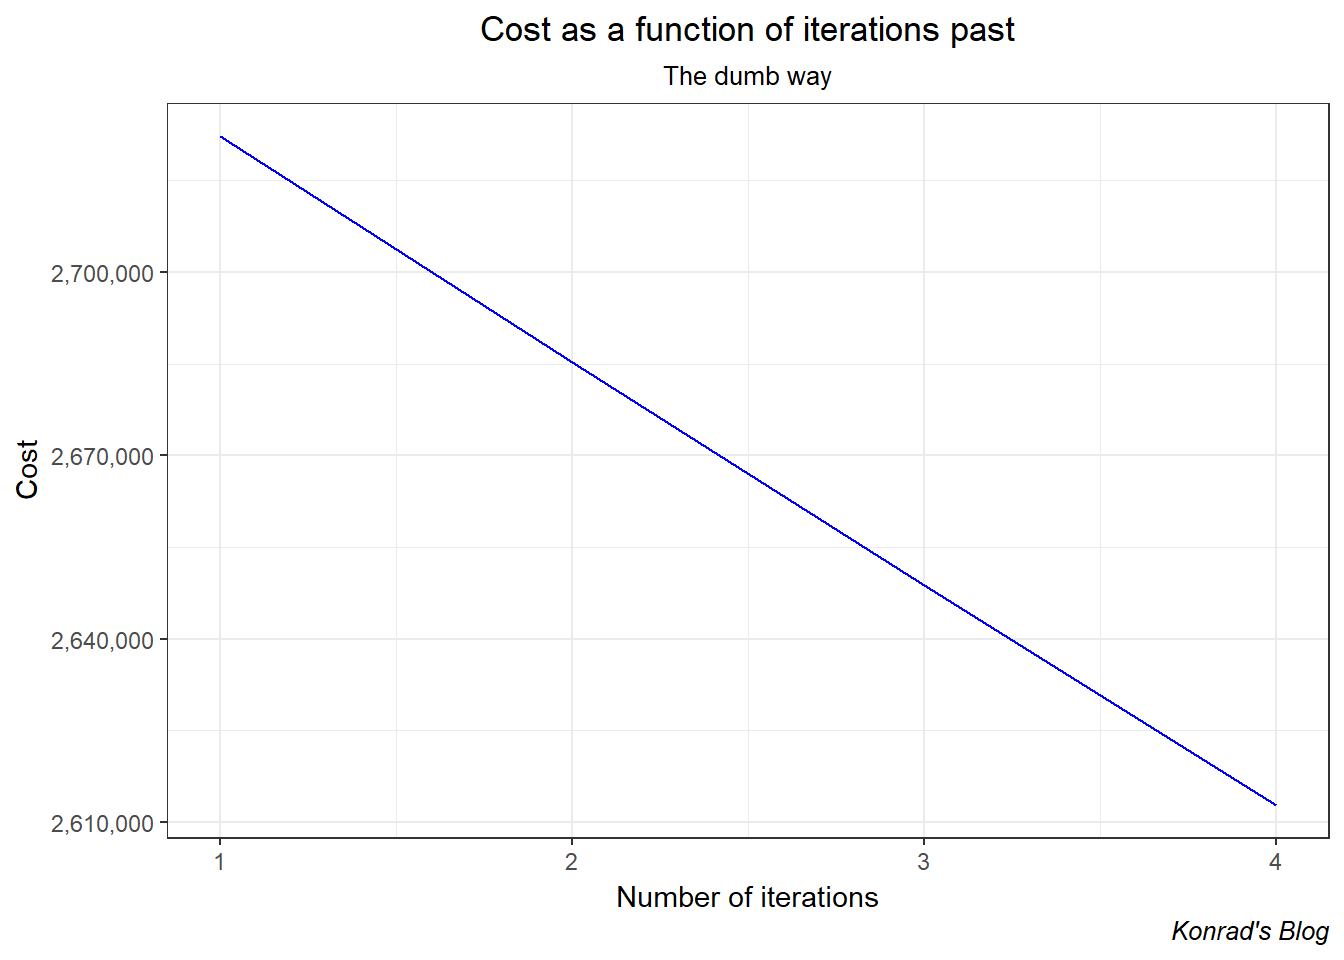 Cost as a function of iterations past
The dumb way
Cost
2,700,000
2,670,000
2,640,000
2,610,000
1 2 3 4
Number of iterations
Konrad's Blog